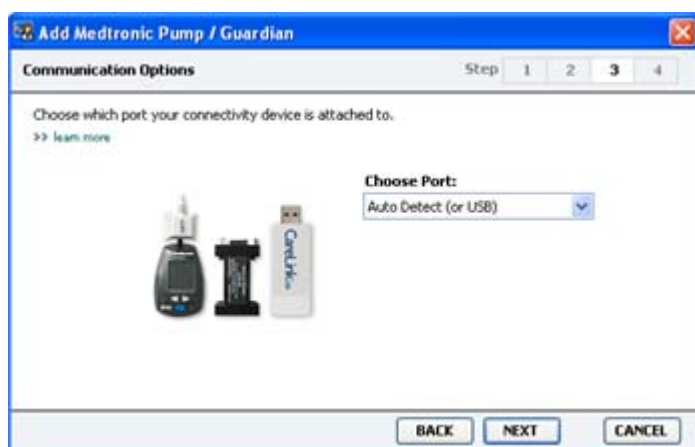 Add Medtronic Pump / Guardian
Communication Options
Step 1 2 3 4
Choose which port your connectivity device is attached to.
>> learn more
Choose Port:
Auto Detect (or USB)
CareLink
BACK NEXT CANCEL